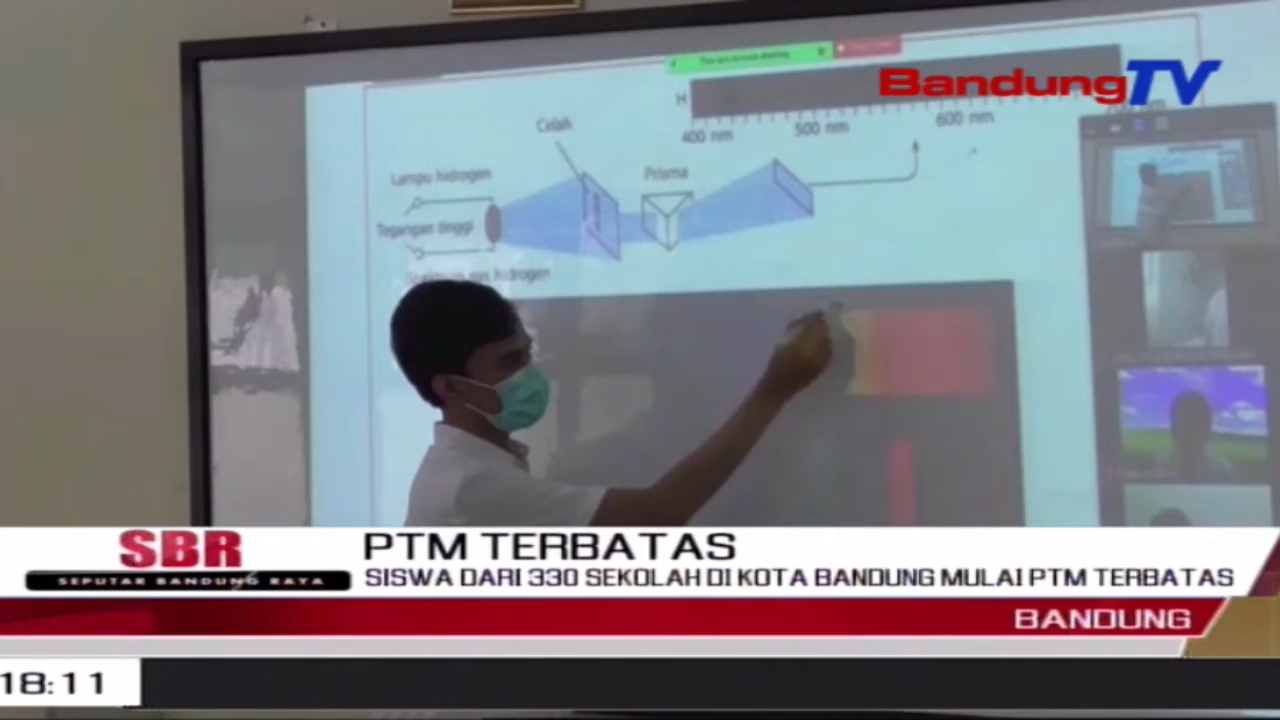 BandungTV
H
400 nm 500 nm 600 nm
Celah
Lampu hidrogen
Prisma
Tegangan tinggi
hidrogen
SBR
SEPUTAR BANDUNG RAYA
PTM TERBATAS
SISWA DARI 330 SEKOLAH DI KOTA BANDUNG MULAI PTM TERBATAS
BANDUNG
18:11